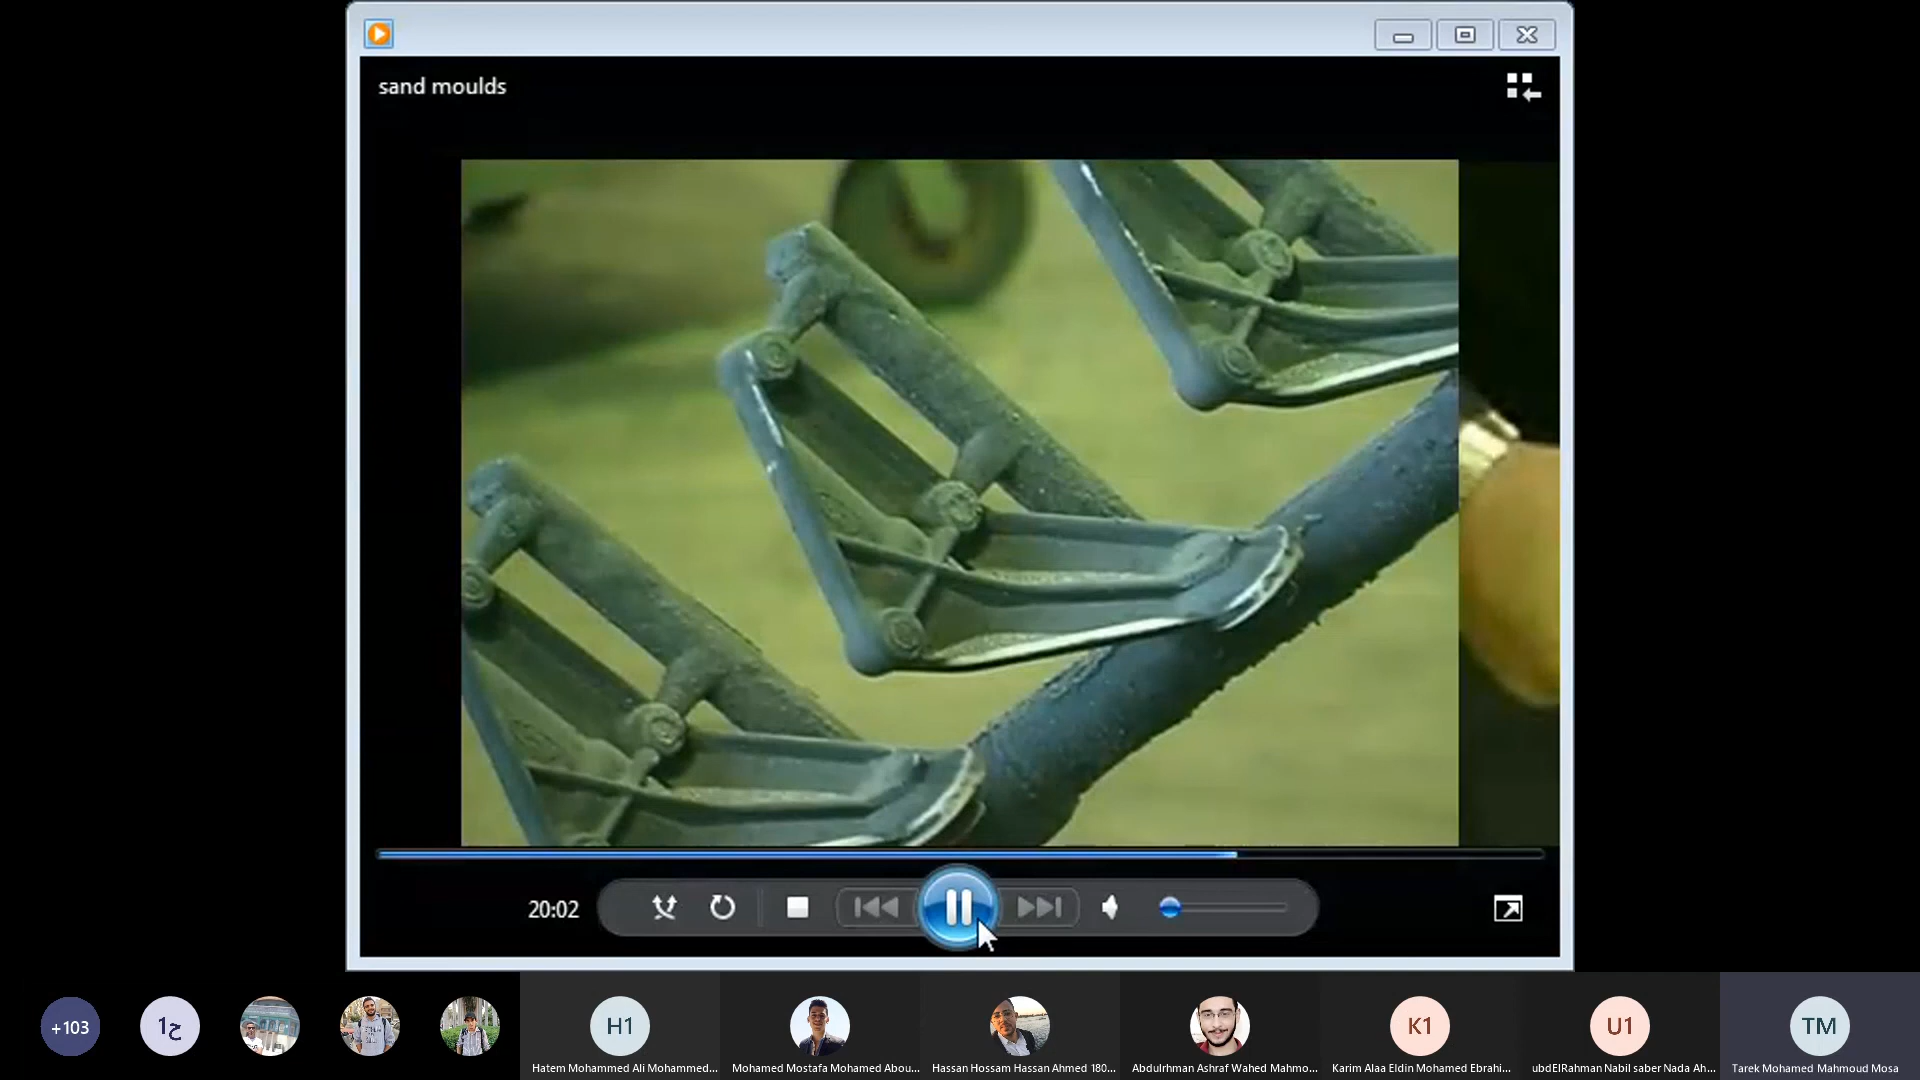 sand moulds
20:02
+103
ح1
H1
K1
U1
TM
Hatem Mohammed Ali Mohammed...
Mohamed Mostafa Mohamed Abou...
Hassan Hossam Hassan Ahmed 180...
Abdulrhman Ashraf Wahed Mahmo...
Karim Alaa Eldin Mohamed Ebrahi...
ubdElRahman Nabil saber Nada Ah...
Tarek Mohamed Mahmoud Mosa